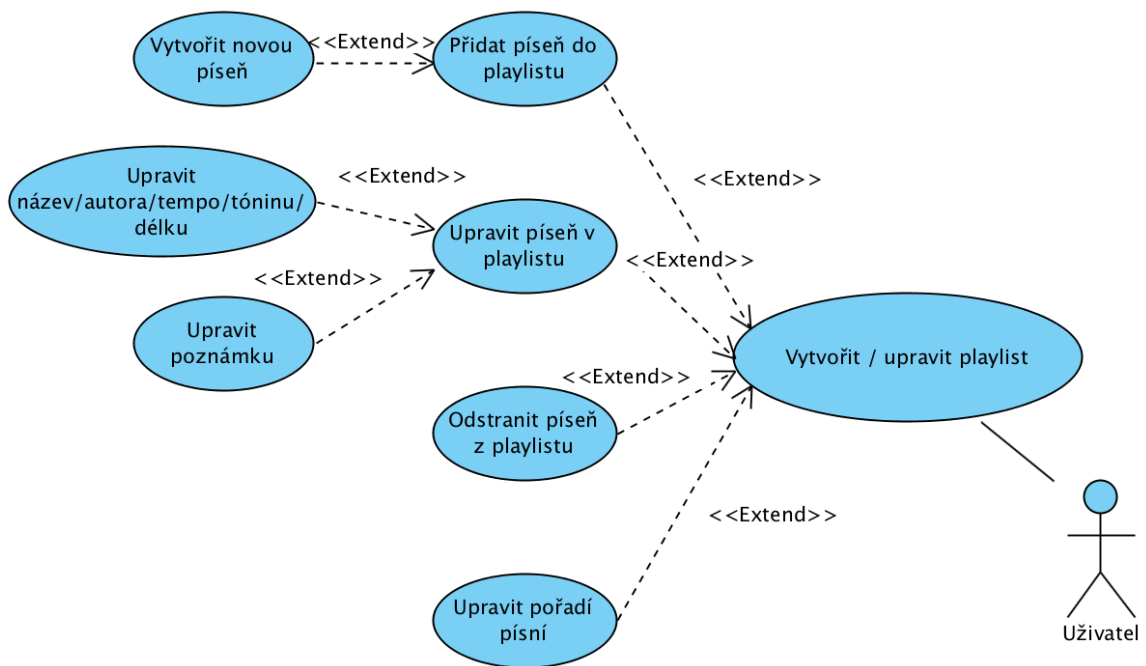 Vytvořit novou
píseň
<<Extend>>
Přidat píseň do
playlistu
Upravit
název/autora/tempo/tóninu/
délku
<<Extend>>
<<Extend>>
Upravit píseň v
playlistu
<<Extend>>
<<Extend>>
Upravit
poznámku
Vytvořit / upravit playlist
<<Extend>>
Odstranit píseň
z playlistu
<<Extend>>
Upravit pořadí
písní
Uživatel